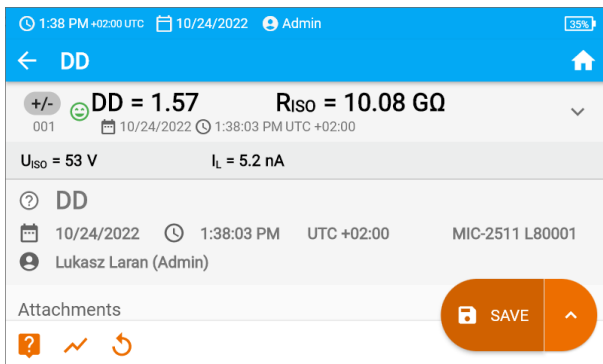 1:38 PM +02:00 UTC 10/24/2022 Admin 35%
DD
+/- DD = 1.57 RISO = 10.08 GΩ
001 10/24/2022 1:38:03 PM UTC +02:00
UISO = 53 V IL = 5.2 nA
DD
10/24/2022 1:38:03 PM UTC +02:00 MIC-2511 L80001
Lukasz Laran (Admin)
Attachments
SAVE